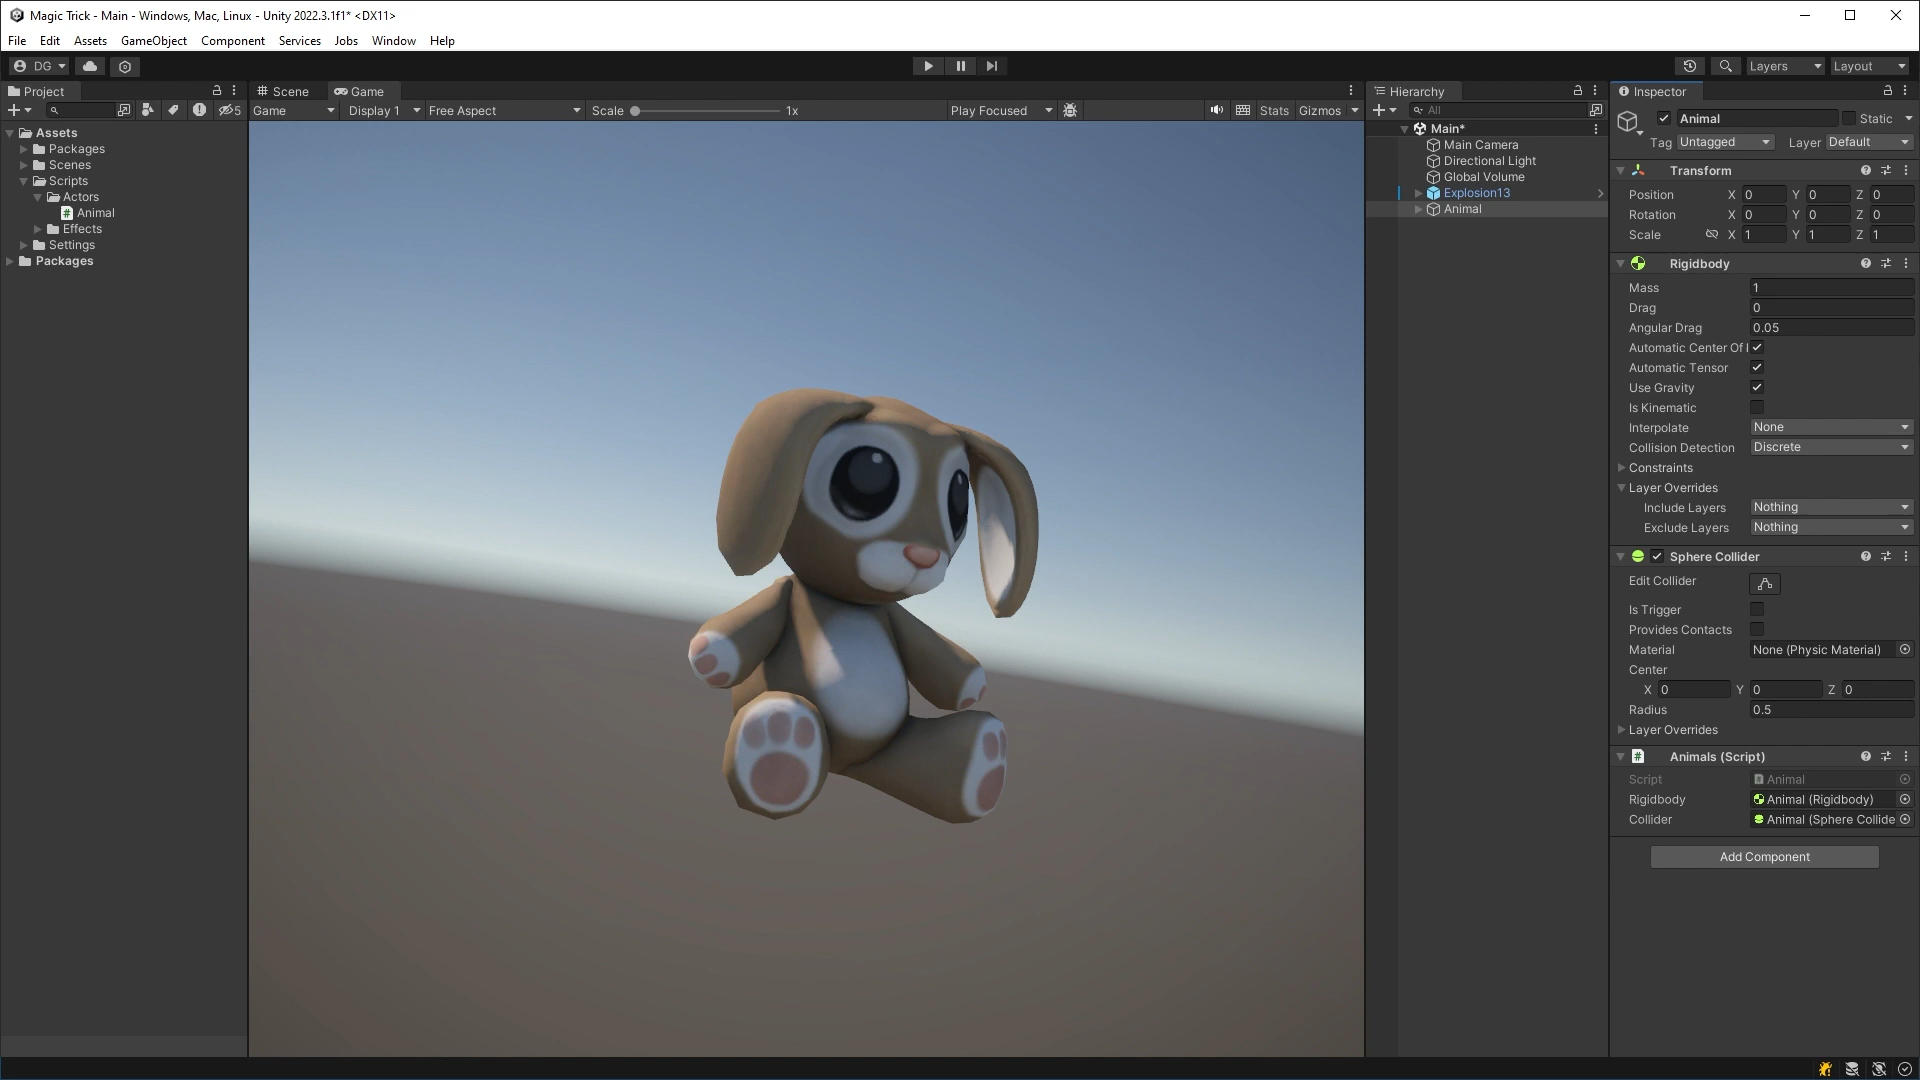 Magic Trick - Main - Windows, Mac, Linux - Unity 2022.3.1f1* <DX11>
File Edit Assets GameObject Component Services Jobs Window Help
DG
Layers
Layout
Project
5
Assets
Packages
Scenes
Scripts
Actors
Animal
Effects
Settings
Packages
Scene
Game
Game
Display 1
Free Aspect
Scale
1x
Play Focused
Stats
Gizmos
Hierarchy
All
Main*
Main Camera
Directional Light
Global Volume
Explosion13
Animal
Inspector
Animal
Static
Tag Untagged
Layer Default
Transform
Position X 0 Y 0 Z 0
Rotation X 0 Y 0 Z 0
Scale X 1 Y 1 Z 1
Rigidbody
Mass 1
Drag 0
Angular Drag 0.05
Automatic Center Of
Automatic Tensor
Use Gravity
Is Kinematic
Interpolate None
Collision Detection Discrete
Constraints
Layer Overrides
Include Layers Nothing
Exclude Layers Nothing
Sphere Collider
Edit Collider
Is Trigger
Provides Contacts
Material None (Physic Material)
Center
X 0 Y 0 Z 0
Radius 0.5
Layer Overrides
# Animals (Script)
Script Animal
Rigidbody Animal (Rigidbody)
Collider Animal (Sphere Collide
Add Component